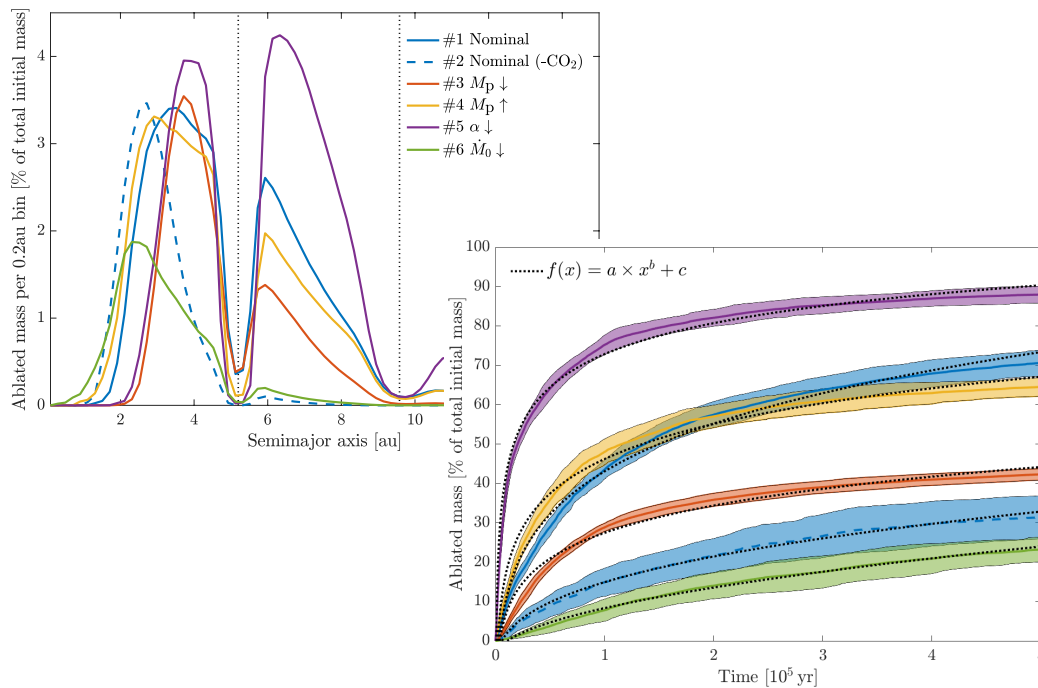 Ablated mass per 0.2au bin [% of total initial mass]
4
3
2
1
0
#1 Nominal
#2 Nominal (-CO₂)
#3 Mₚ ↓
#4 Mₚ ↑
#5 α ↓
#6 Ṁ₀ ↓
2 4 6 8 10
Semimajor axis [au]
Ablated mass [% of total initial mass]
100
90
80
70
60
50
40
30
20
10
0
f(x) = a × xᵇ + c
0 1 2 3 4 5
Time [10⁵ yr]